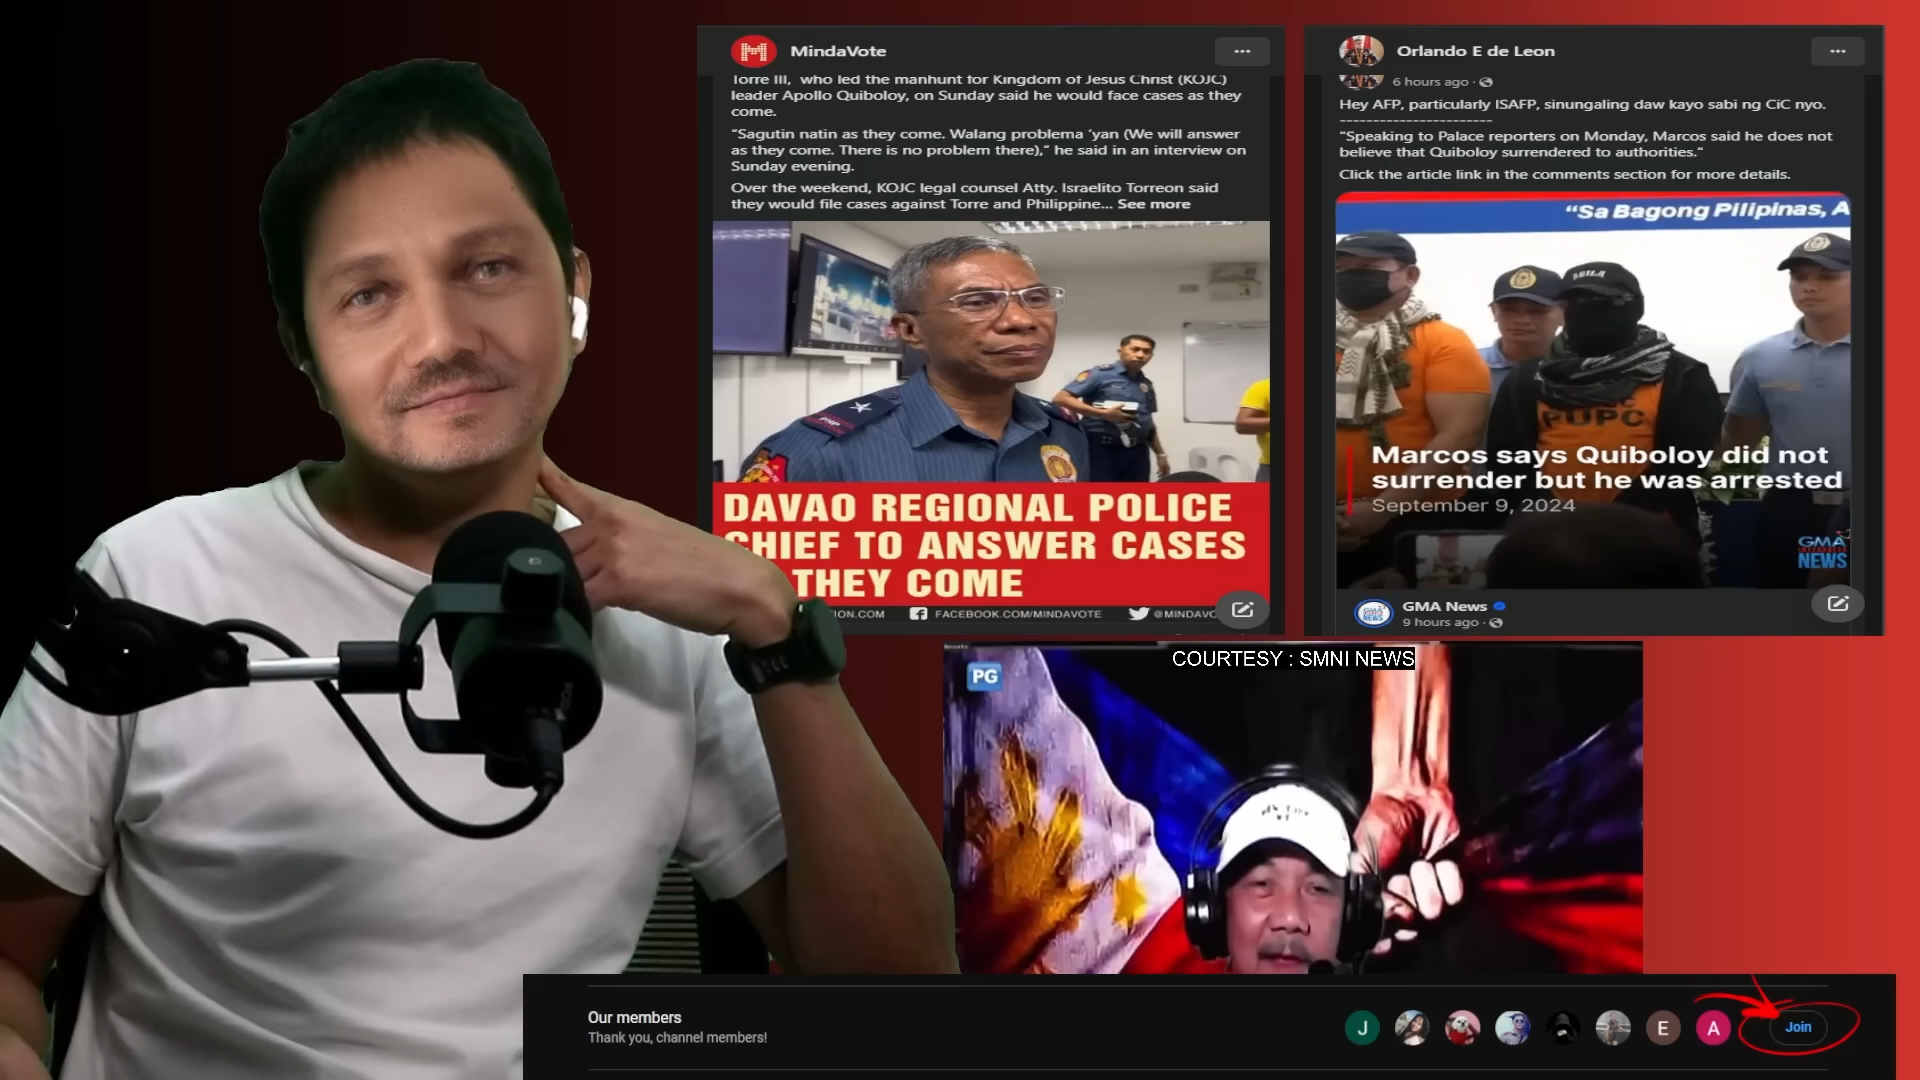 MindaVote
Torre III, who led the manhunt for Kingdom of Jesus Christ (KOJC)
leader Apollo Quiboloy, on Sunday said he would face cases as they
come.
“Sagutin natin as they come. Walang problema ‘yan (We will answer
as they come. There is no problem there),” he said in an interview on
Sunday evening.
Over the weekend, KOJC legal counsel Atty. Israelito Torreon said
they would file cases against Torre and Philippine... See more
DAVAO REGIONAL POLICE
CHIEF TO ANSWER CASES
THEY COME
ION.COM FACEBOOK.COM/MINDAVOTE @MINDAVO
Orlando E de Leon
6 hours ago ·
Hey AFP, particularly ISAFP, sinungaling daw kayo sabi ng CiC nyo.
-----------------------
"Speaking to Palace reporters on Monday, Marcos said he does not
believe that Quiboloy surrendered to authorities."
Click the article link in the comments section for more details.
“Sa Bagong Pilipinas, A
PUPC
Marcos says Quiboloy did not
surrender but he was arrested
September 9, 2024
GMA
NEWS
GMA News
9 hours ago ·
COURTESY : SMNI NEWS
PG
Our members
Thank you, channel members!
J
E
A
Join